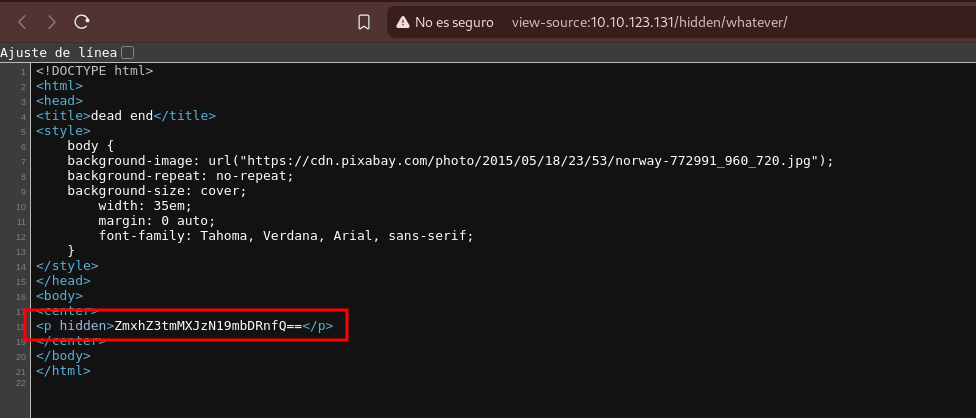 No es seguro view-source:10.10.123.131/hidden/whatever/
Ajuste de línea
1 <!DOCTYPE html>
2 <html>
3 <head>
4 <title>dead end</title>
5 <style>
6 body {
7 background-image: url("https://cdn.pixabay.com/photo/2015/05/18/23/53/norway-772991_960_720.jpg");
8 background-repeat: no-repeat;
9 background-size: cover;
10 width: 35em;
11 margin: 0 auto;
12 font-family: Tahoma, Verdana, Arial, sans-serif;
13 }
14 </style>
15 </head>
16 <body>
17 <center>
18 <p hidden>ZmxhZ3tmMXJzN19mbDRnfQ==</p>
19 </center>
20 </body>
21 </html>
22